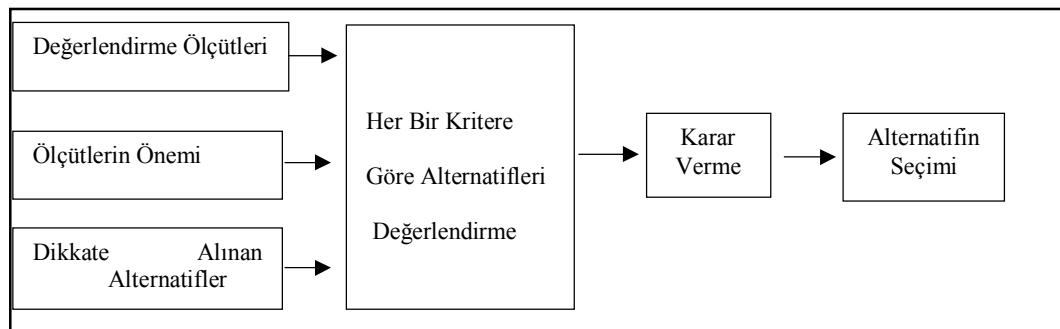 Değerlendirme Ölçütleri
Ölçütlerin Önemi
Dikkate Alınan
Alternatifler
Her Bir Kritere
Göre Alternatifleri
Değerlendirme
Karar
Verme
Alternatifin
Seçimi